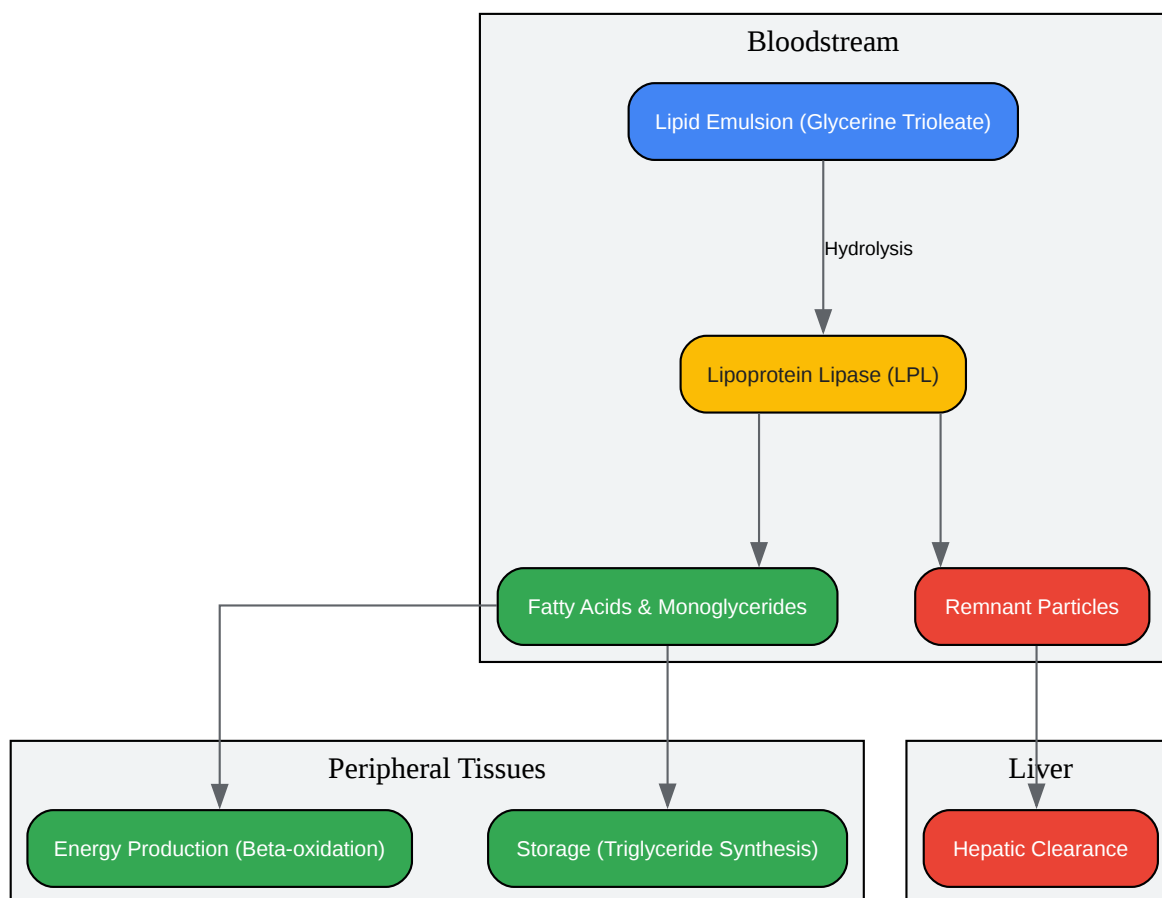 Bloodstream
Lipid Emulsion (Glycerine Trioleate)
Hydrolysis
Lipoprotein Lipase (LPL)
Fatty Acids & Monoglycerides
Remnant Particles
Peripheral Tissues
Liver
Energy Production (Beta-oxidation)
Storage (Triglyceride Synthesis)
Hepatic Clearance